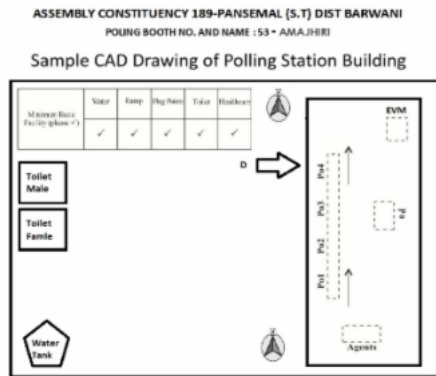 ASSEMBLY CONSTITUENCY 189-PANSEMAL (S.T) DIST BARWANI
POLING BOOTH NO. AND NAME : 53 - AMAJHIRI
Sample CAD Drawing of Polling Station Building
Minimum Basic
Facility (please ✓)
Water
Ramp
Plug Points
Toilet
✓ ✓ ✓ ✓ ✓
EVM
D
Po4
Po3
Po2
Po1
Po
Toilet
Male
Toilet
Famle
Water
Tank
Agents